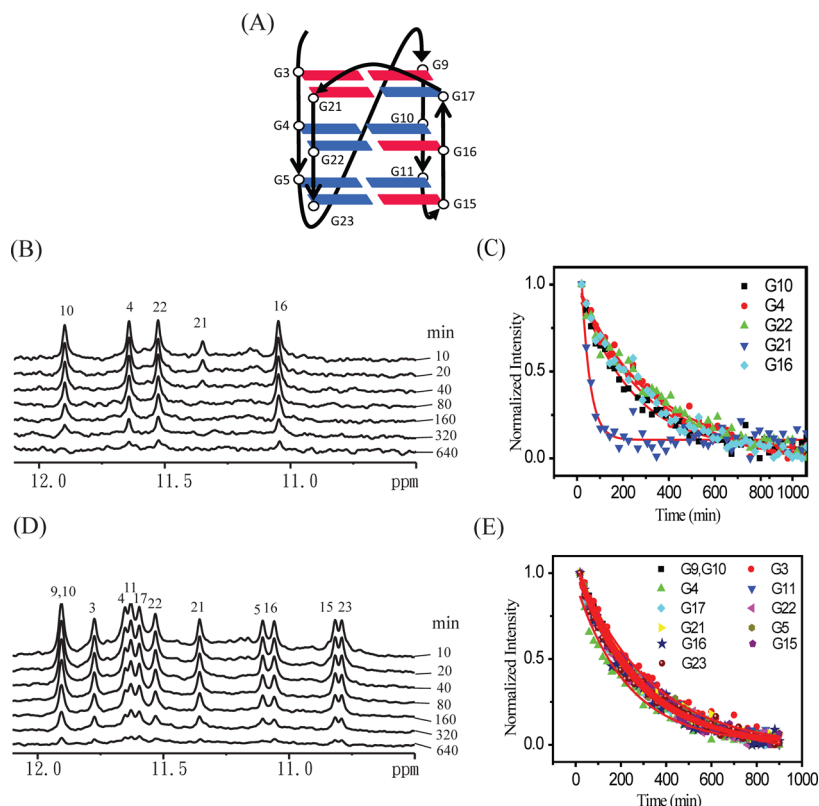 (A)
G3
G9
G21
G17
G4
G10
G22
G16
G5
G11
G23
G15
(B)
10
4
22
21
16
min
10
20
40
80
160
320
640
12.0
11.5
11.0
ppm
(C)
G10
G4
G22
G21
G16
1.0
0.5
0.0
Normalized Intensity
0
200
400
600
800
1000
Time (min)
(D)
9,10
3
4
11
17
22
21
5
16
15
23
min
10
20
40
80
160
320
640
12.0
11.5
11.0
ppm
(E)
G9,G10
G3
G4
G11
G17
G22
G21
G5
G16
G15
G23
1.0
0.5
0.0
Normalized Intensity
0
200
400
600
800
1000
Time (min)